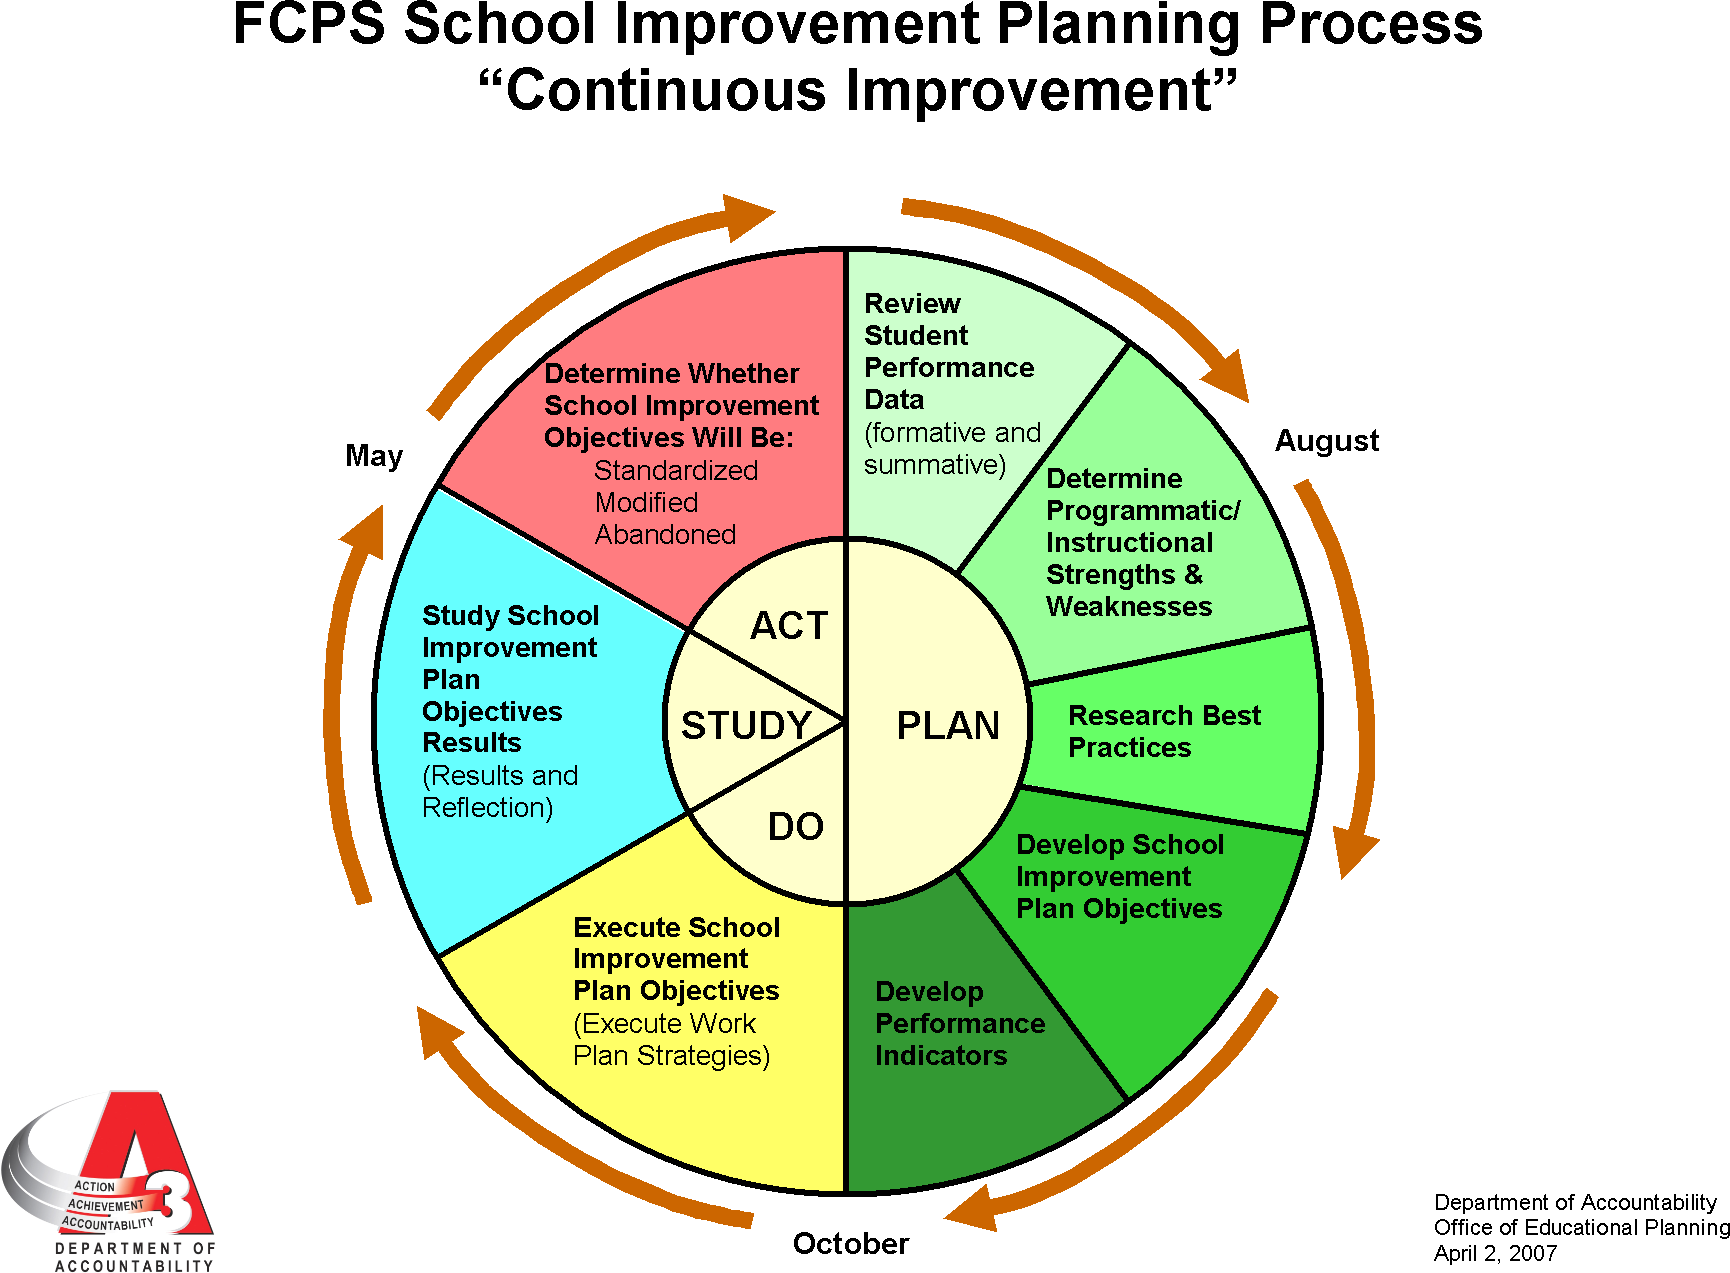 FCPS School Improvement Planning Process
“Continuous Improvement”
Review
Student
Performance
Data
(formative and
summative)
August
Determine
Programmatic/
Instructional
Strengths &
Weaknesses
Research Best
Practices
Develop School
Improvement
Plan Objectives
Develop
Performance
Indicators
October
Execute School
Improvement
Plan Objectives
(Execute Work
Plan Strategies)
Study School
Improvement
Plan
Objectives
Results
(Results and
Reflection)
May
Determine Whether
School Improvement
Objectives Will Be:
Standardized
Modified
Abandoned
ACT
STUDY
DO
PLAN
A3
ACTION
ACHIEVEMENT
ACCOUNTABILITY
DEPARTMENT OF
ACCOUNTABILITY
Department of Accountability
Office of Educational Planning
April 2, 2007